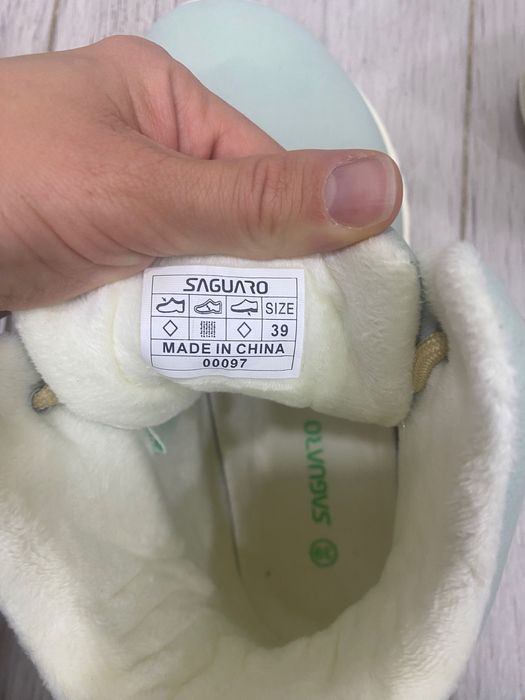 SAGUARO
SIZE
39
MADE IN CHINA
00097
SAGUARO